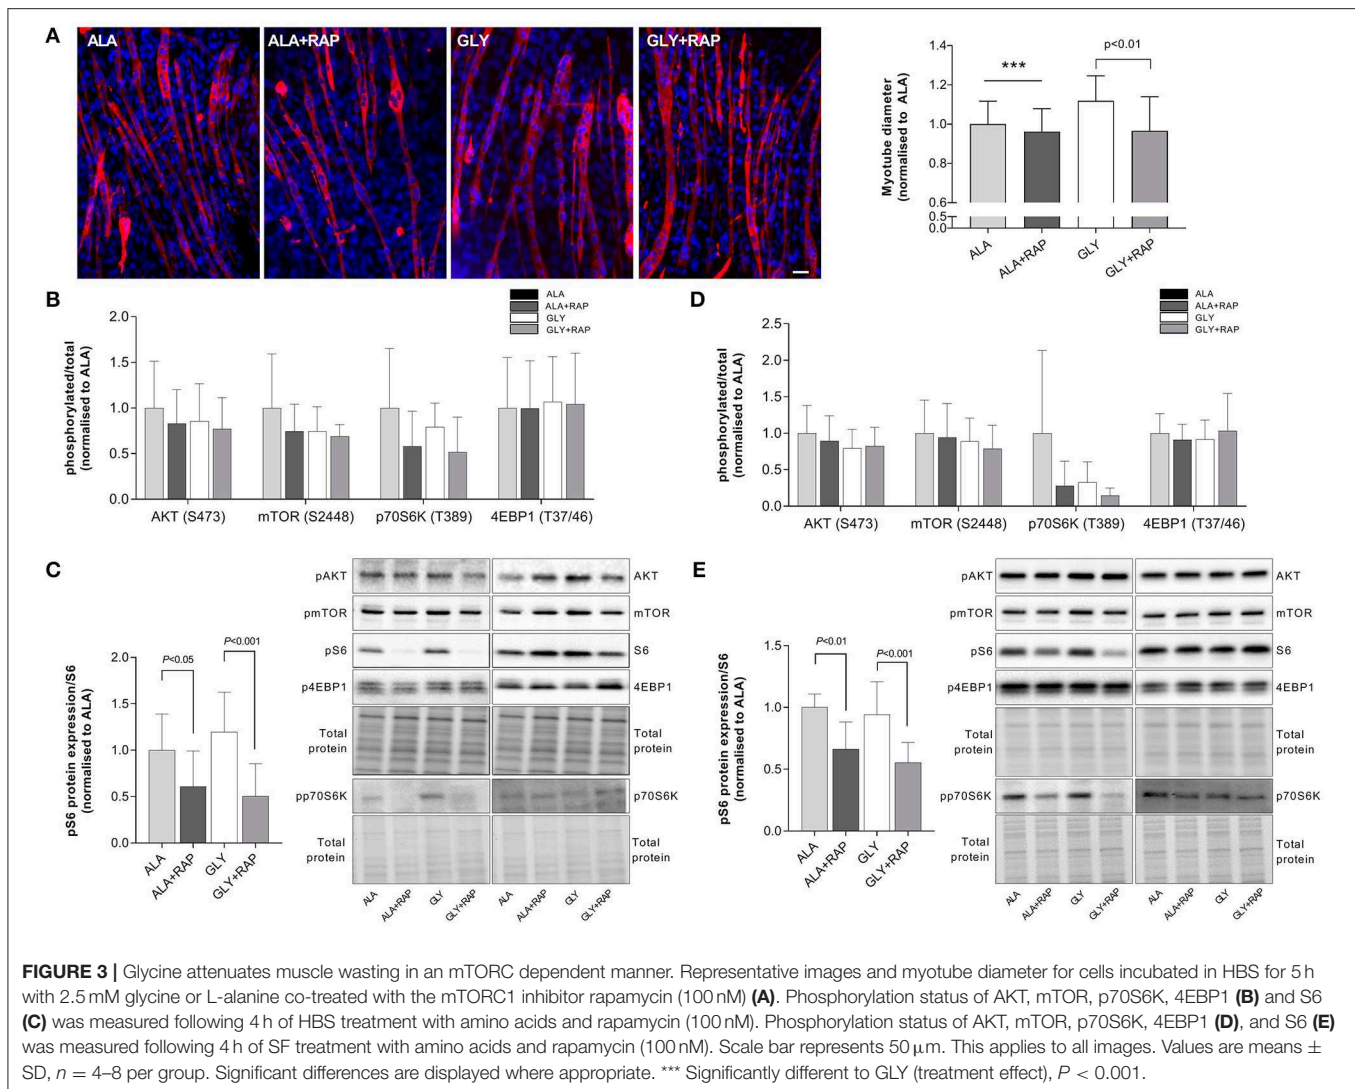 A
ALA
ALA+RAP
GLY
GLY+RAP
Myotube diameter
(normalised to ALA)
1.4
1.2
1.0
0.8
0.6
0.5
0.0
***
p<0.01
ALA
ALA+RAP
GLY
GLY+RAP
B
ALA
ALA+RAP
GLY
GLY+RAP
phosphorylated/total
(normalised to ALA)
2.0
1.5
1.0
0.5
0.0
AKT (S473)
mTOR (S2448)
p70S6K (T389)
4EBP1 (T37/46)
D
ALA
ALA+RAP
GLY
GLY+RAP
phosphorylated/total
(normalised to ALA)
2.5
2.0
1.5
1.0
0.5
0.0
AKT (S473)
mTOR (S2448)
p70S6K (T389)
4EBP1 (T37/46)
C
pS6 protein expression/S6
(normalised to ALA)
2.0
1.5
1.0
0.5
0.0
P<0.05
P<0.001
ALA
ALA+RAP
GLY
GLY+RAP
pAKT
AKT
pmTOR
mTOR
pS6
S6
p4EBP1
4EBP1
Total
protein
Total
protein
pp70S6K
p70S6K
Total
protein
Total
protein
ALA
ALA+RAP
GLY
GLY+RAP
ALA
ALA+RAP
GLY
GLY+RAP
E
pS6 protein expression/S6
(normalised to ALA)
1.5
1.0
0.5
0.0
P<0.01
P<0.001
ALA
ALA+RAP
GLY
GLY+RAP
pAKT
AKT
pmTOR
mTOR
pS6
S6
p4EBP1
4EBP1
Total
protein
Total
protein
pp70S6K
p70S6K
Total
protein
Total
protein
ALA
ALA+RAP
GLY
GLY+RAP
ALA
ALA+RAP
GLY
GLY+RAP
FIGURE 3 | Glycine attenuates muscle wasting in an mTORC dependent manner. Representative images and myotube diameter for cells incubated in HBS for 5 h
with 2.5 mM glycine or L-alanine co-treated with the mTORC1 inhibitor rapamycin (100 nM) (A). Phosphorylation status of AKT, mTOR, p70S6K, 4EBP1 (B) and S6
(C) was measured following 4 h of HBS treatment with amino acids and rapamycin (100 nM). Phosphorylation status of AKT, mTOR, p70S6K, 4EBP1 (D), and S6 (E)
was measured following 4 h of SF treatment with amino acids and rapamycin (100 nM). Scale bar represents 50 μm. This applies to all images. Values are means ±
SD, n = 4–8 per group. Significant differences are displayed where appropriate. *** Significantly different to GLY (treatment effect), P < 0.001.